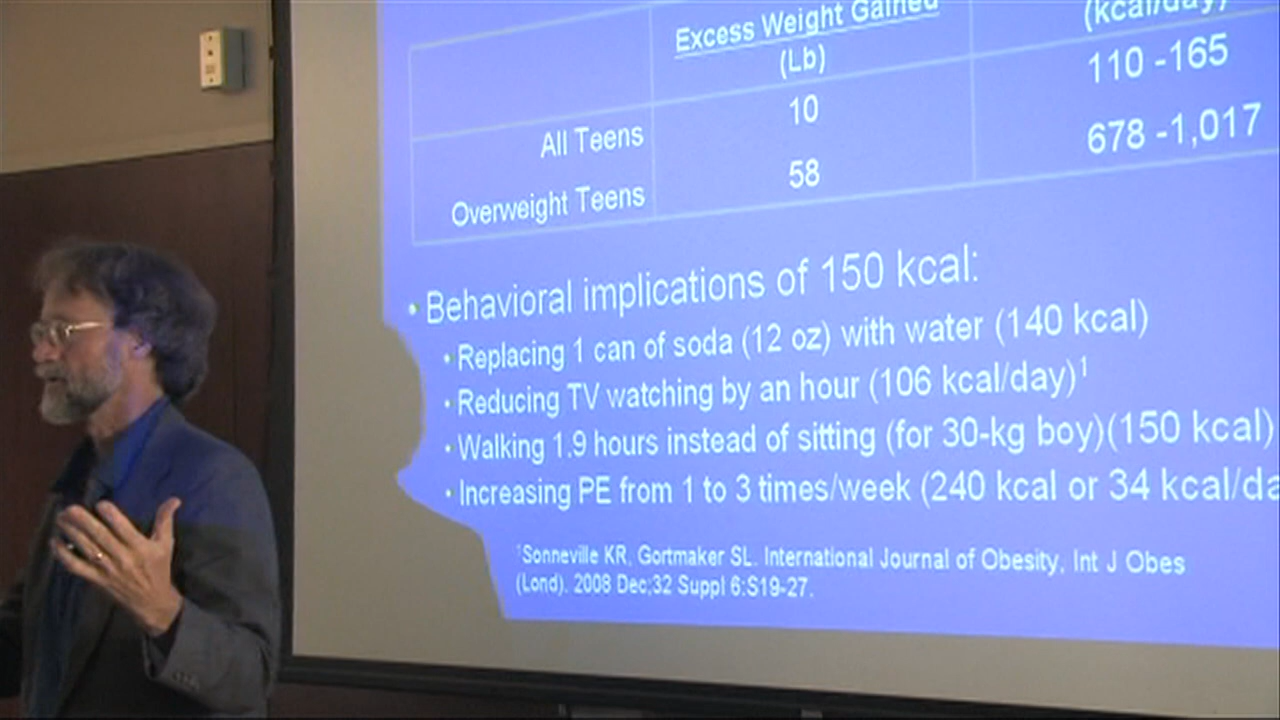 Excess Weight Gained
(Lb)
(kcal/day)
All Teens 10 110 -165
Overweight Teens 58 678 -1,017
• Behavioral implications of 150 kcal:
• Replacing 1 can of soda (12 oz) with water (140 kcal)
• Reducing TV watching by an hour (106 kcal/day)1
• Walking 1.9 hours instead of sitting (for 30-kg boy)(150 kcal)
• Increasing PE from 1 to 3 times/week (240 kcal or 34 kcal/da
1Sonneville KR, Gortmaker SL. International Journal of Obesity, Int J Obes
(Lond). 2008 Dec;32 Suppl 6:S19-27.